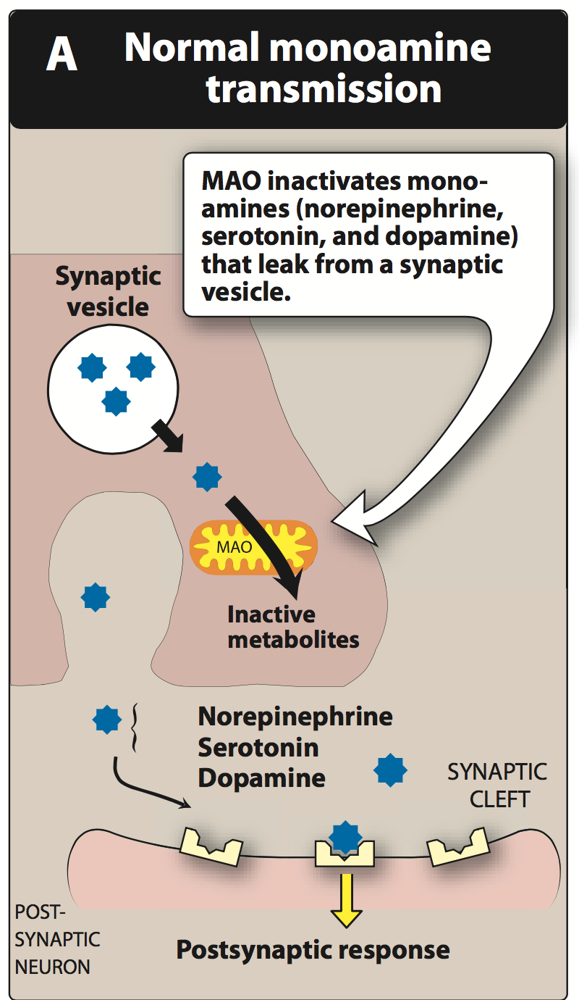 A
Normal monoamine
transmission
MAO inactivates mono-
amines (norepinephrine,
serotonin, and dopamine)
that leak from a synaptic
vesicle.
Synaptic
vesicle
MAO
Inactive
metabolites
Norepinephrine
Serotonin
Dopamine
SYNAPTIC
CLEFT
POST-
SYNAPTIC
NEURON
Postsynaptic response